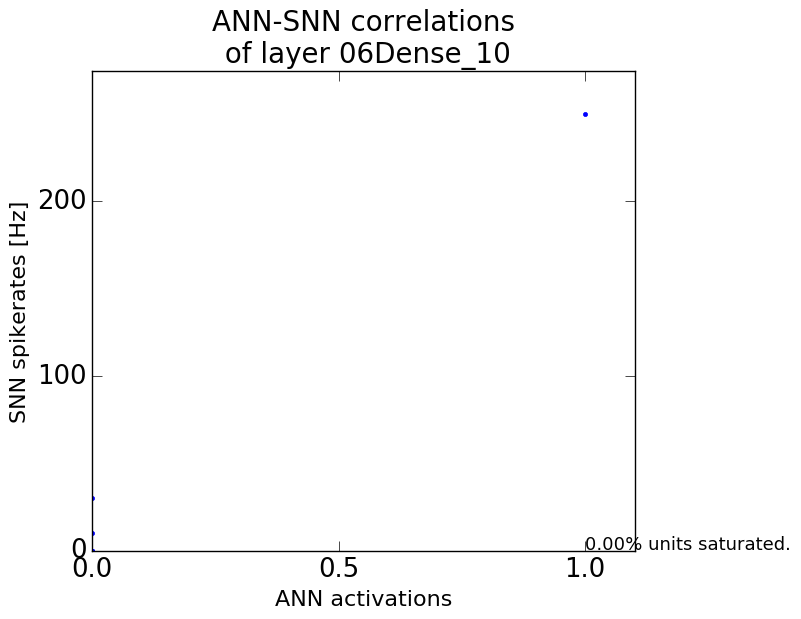 ANN-SNN correlations
of layer 06Dense_10
SNN spikerates [Hz]
200
100
0
0.0
0.5
1.0
0.00% units saturated.
ANN activations